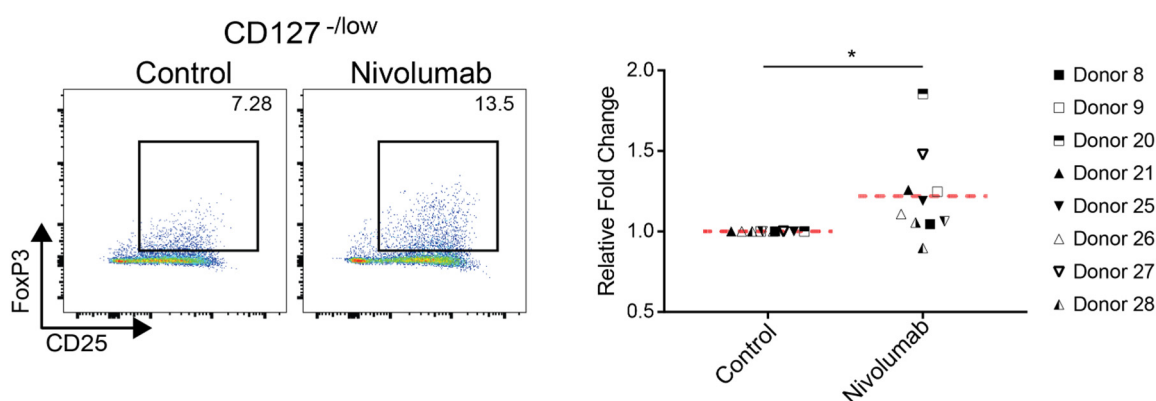 CD127 -/low
Control
Nivolumab
7.28
13.5
FoxP3
CD25
Relative Fold Change
2.0
1.5
1.0
0.5
*
Control
Nivolumab
Donor 8
Donor 9
Donor 20
Donor 21
Donor 25
Donor 26
Donor 27
Donor 28